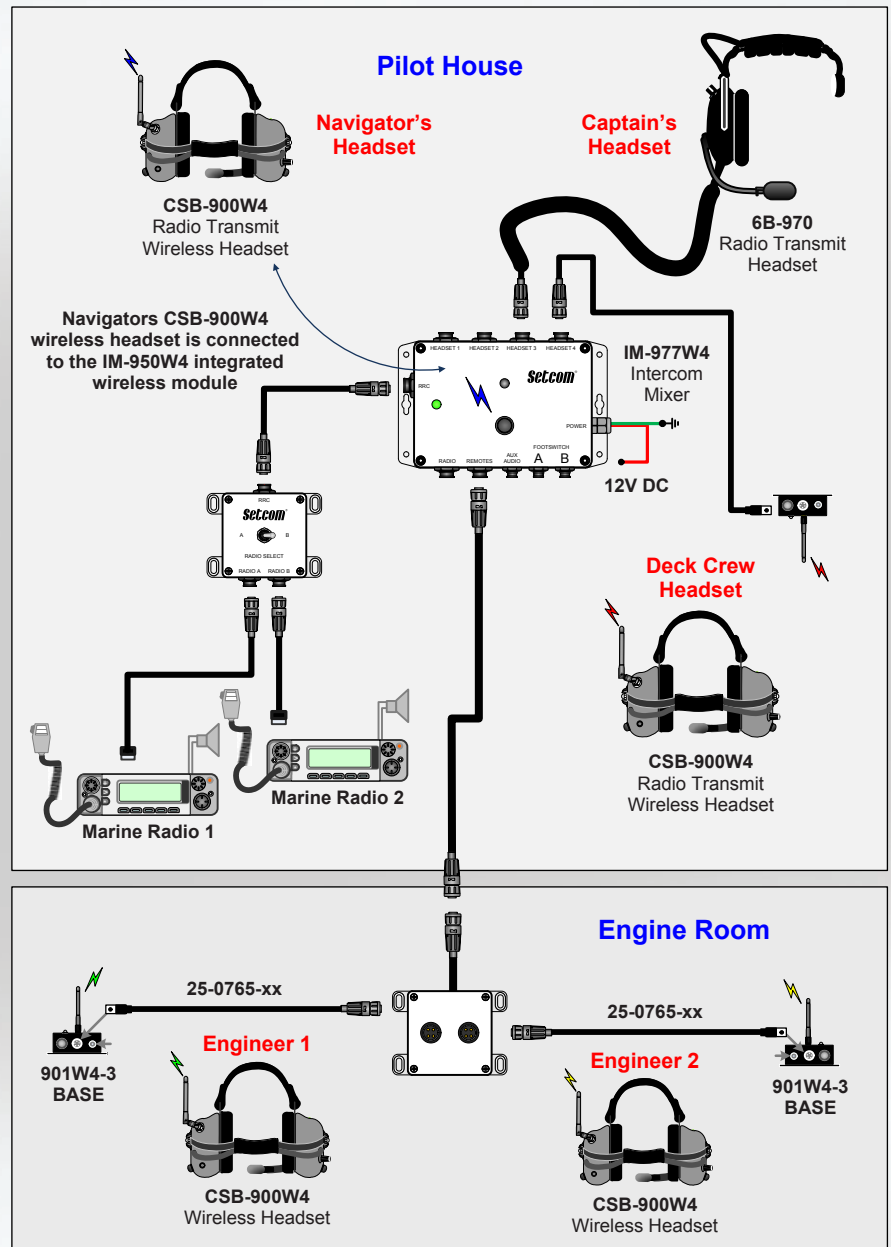 Pilot House
Navigator's
Headset
CSB-900W4
Radio Transmit
Wireless Headset
Captain's
Headset
6B-970
Radio Transmit
Headset
Navigators CSB-900W4
wireless headset is connected
to the IM-950W4 integrated
wireless module
HEADSET 1 HEADSET 2 HEADSET 3 HEADSET 4
RRC
Setcom
POWER
FOOTSWITCH
RADIO REMOTES AUX AUDIO A B
IM-977W4
Intercom
Mixer
12V DC
RRC
Setcom
A B
RADIO SELECT
RADIO A RADIO B
Deck Crew
Headset
CSB-900W4
Radio Transmit
Wireless Headset
Marine Radio 1
Marine Radio 2
Engine Room
25-0765-xx
25-0765-xx
901W4-3
BASE
Engineer 1
CSB-900W4
Wireless Headset
Engineer 2
CSB-900W4
Wireless Headset
901W4-3
BASE